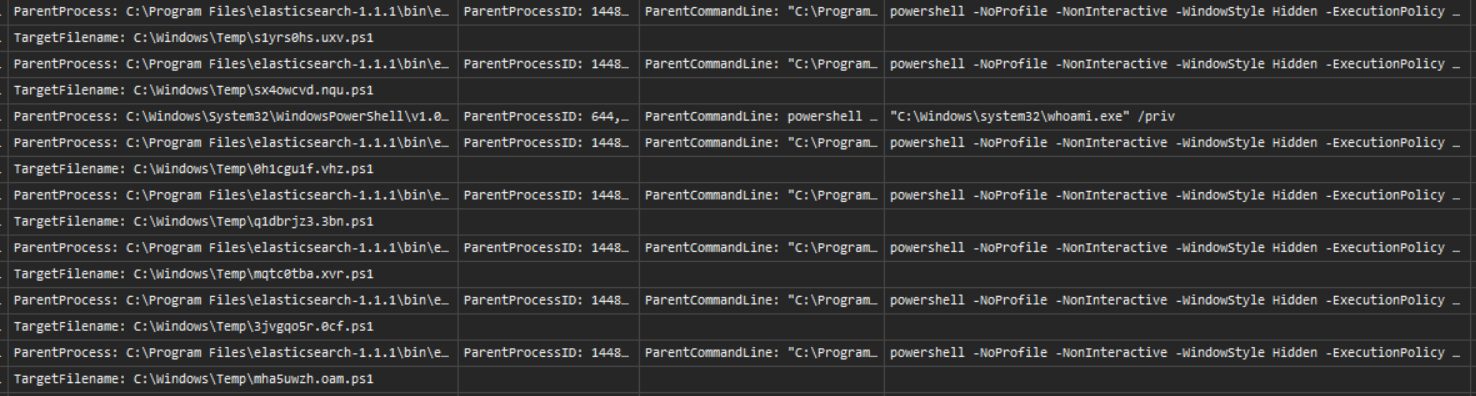 ParentProcess: C:\Program Files\elasticsearch-1.1.1\bin\e… ParentProcessID: 1448… ParentCommandLine: "C:\Program… powershell -NoProfile -NonInteractive -WindowStyle Hidden -ExecutionPolicy …
TargetFilename: C:\Windows\Temp\s1yrs0hs.uxv.ps1
ParentProcess: C:\Program Files\elasticsearch-1.1.1\bin\e… ParentProcessID: 1448… ParentCommandLine: "C:\Program… powershell -NoProfile -NonInteractive -WindowStyle Hidden -ExecutionPolicy …
TargetFilename: C:\Windows\Temp\sx4owcvd.nqu.ps1
ParentProcess: C:\Windows\System32\WindowsPowerShell\v1.0… ParentProcessID: 644,… ParentCommandLine: powershell … "C:\Windows\system32\whoami.exe" /priv
ParentProcess: C:\Program Files\elasticsearch-1.1.1\bin\e… ParentProcessID: 1448… ParentCommandLine: "C:\Program… powershell -NoProfile -NonInteractive -WindowStyle Hidden -ExecutionPolicy …
TargetFilename: C:\Windows\Temp\0h1cgu1f.vhz.ps1
ParentProcess: C:\Program Files\elasticsearch-1.1.1\bin\e… ParentProcessID: 1448… ParentCommandLine: "C:\Program… powershell -NoProfile -NonInteractive -WindowStyle Hidden -ExecutionPolicy …
TargetFilename: C:\Windows\Temp\q1dbrjz3.3bn.ps1
ParentProcess: C:\Program Files\elasticsearch-1.1.1\bin\e… ParentProcessID: 1448… ParentCommandLine: "C:\Program… powershell -NoProfile -NonInteractive -WindowStyle Hidden -ExecutionPolicy …
TargetFilename: C:\Windows\Temp\mqtc0tba.xvr.ps1
ParentProcess: C:\Program Files\elasticsearch-1.1.1\bin\e… ParentProcessID: 1448… ParentCommandLine: "C:\Program… powershell -NoProfile -NonInteractive -WindowStyle Hidden -ExecutionPolicy …
TargetFilename: C:\Windows\Temp\3jvgqo5r.0cf.ps1
ParentProcess: C:\Program Files\elasticsearch-1.1.1\bin\e… ParentProcessID: 1448… ParentCommandLine: "C:\Program… powershell -NoProfile -NonInteractive -WindowStyle Hidden -ExecutionPolicy …
TargetFilename: C:\Windows\Temp\mha5uwzh.oam.ps1